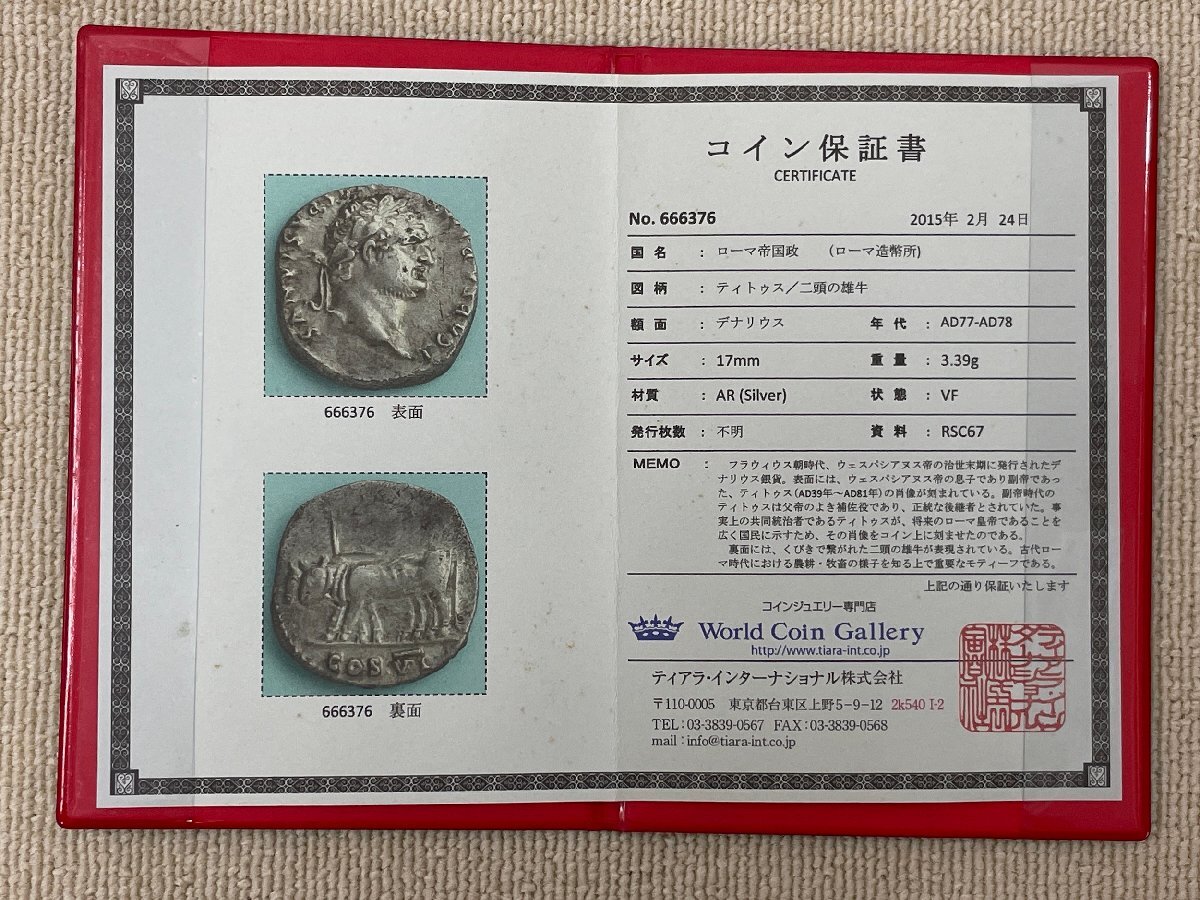 666376 表面
COS VI
666376 裏面
コイン保証書
CERTIFICATE
No. 666376 2015年 2月 24日
国名 : ローマ帝国政 (ローマ造幣所)
図柄 : ティトゥス/二頭の雄牛
額面 : デナリウス 年代 : AD77-AD78
サイズ : 17mm 重量 : 3.39g
材質 : AR (Silver) 状態 : VF
発行枚数 : 不明 資料 : RSC67
MEMO : フラウィウス朝時代、ウェスパシアヌス帝の治世末期に発行されたデ
ナリウス銀貨。表面には、ウェスパシアヌス帝の息子であり副帝であっ
た、ティトゥス(AD39年~AD81年)の肖像が刻まれている。副帝時代の
ティトゥスは父帝のよき補佐役であり、正統な後継者とされていた。事
実上の共同統治者であるティトゥスが、将来のローマ皇帝であることを
広く国民に示すため、その肖像をコイン上に刻ませたのである。
裏面には、くびきで繋がれた二頭の雄牛が表現されている。古代ロー
マ時代における農耕・牧畜の様子を知る上で重要なモティーフである。
上記の通り保証いたします
コインジュエリー専門店
World Coin Gallery
http://www.tiara-int.co.jp
ティアラ・インターナショナル株式会社
〒110-0005 東京都台東区上野5-9-12 2k540 I-2
TEL:03-3839-0567 FAX:03-3839-0568
mail:info@tiara-int.co.jp